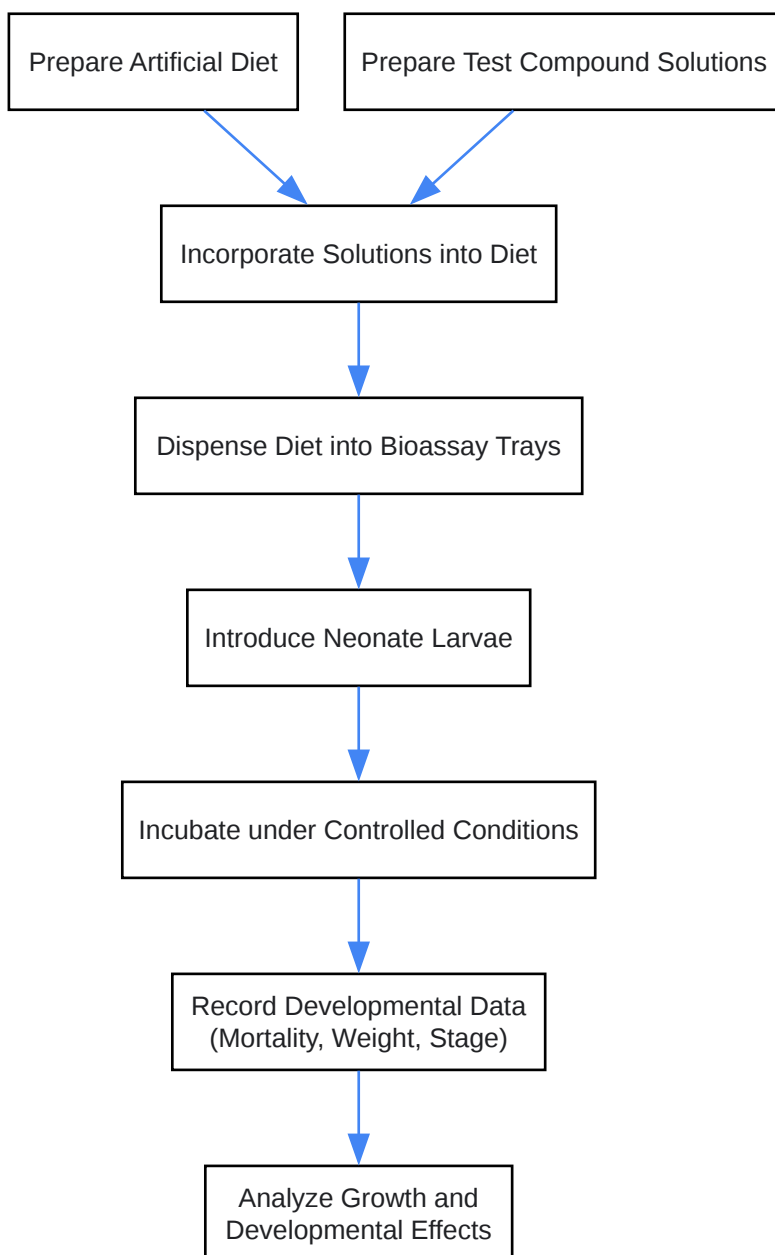 Prepare Artificial Diet
Prepare Test Compound Solutions
Incorporate Solutions into Diet
Dispense Diet into Bioassay Trays
Introduce Neonate Larvae
Incubate under Controlled Conditions
Record Developmental Data
(Mortality, Weight, Stage)
Analyze Growth and
Developmental Effects